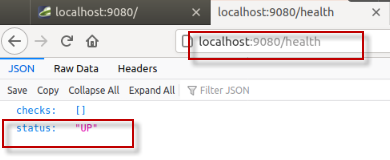 localhost:9080/
localhost:9080/health
localhost:9080/health
JSON Raw Data Headers
Save Copy Collapse All Expand All Filter JSON
checks: []
status: "UP"